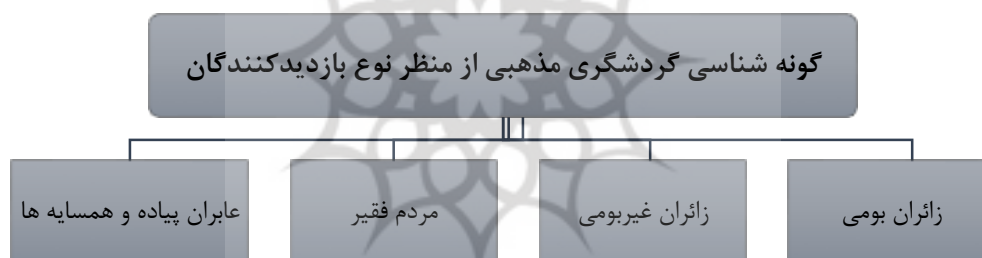 گونه شناسی گردشگری مذهبی از منظر نوع بازدیدکنندگان
زائران بومی
زائران غیربومی
مردم فقیر
عابران پیاده و همسایه ها